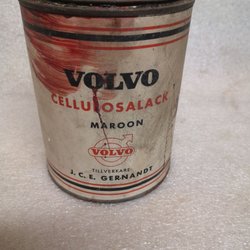 VOLVO
CELLULOSALACK
MAROON
VOLVO
TILLVERKARE:
J. C. E. GERNANDT